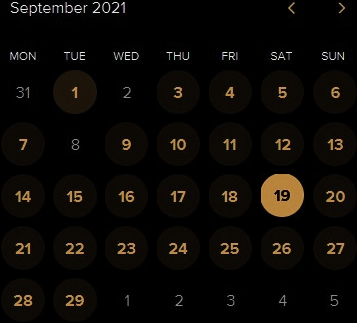 September 2021
MON TUE WED THU FRI SAT SUN
31 1 2 3 4 5 6
7 8 9 10 11 12 13
14 15 16 17 18 19 20
21 22 23 24 25 26 27
28 29 1 2 3 4 5